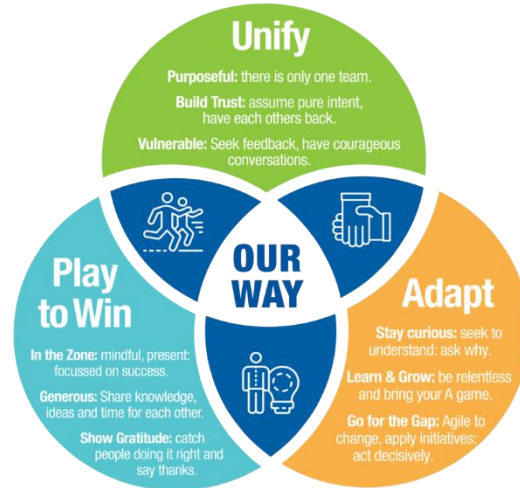 Unify
Purposeful: there is only one team.
Build Trust: assume pure intent,
have each others back.
Vulnerable: Seek feedback, have courageous
conversations.
OUR
WAY
Play
to Win
In the Zone: mindful, present:
focussed on success.
Generous: Share knowledge,
ideas and time for each other.
Show Gratitude: catch
people doing it right and
say thanks.
Adapt
Stay curious: seek to
understand: ask why.
Learn & Grow: be relentless
and bring your A game.
Go for the Gap: Agile to
change, apply initiatives:
act decisively.